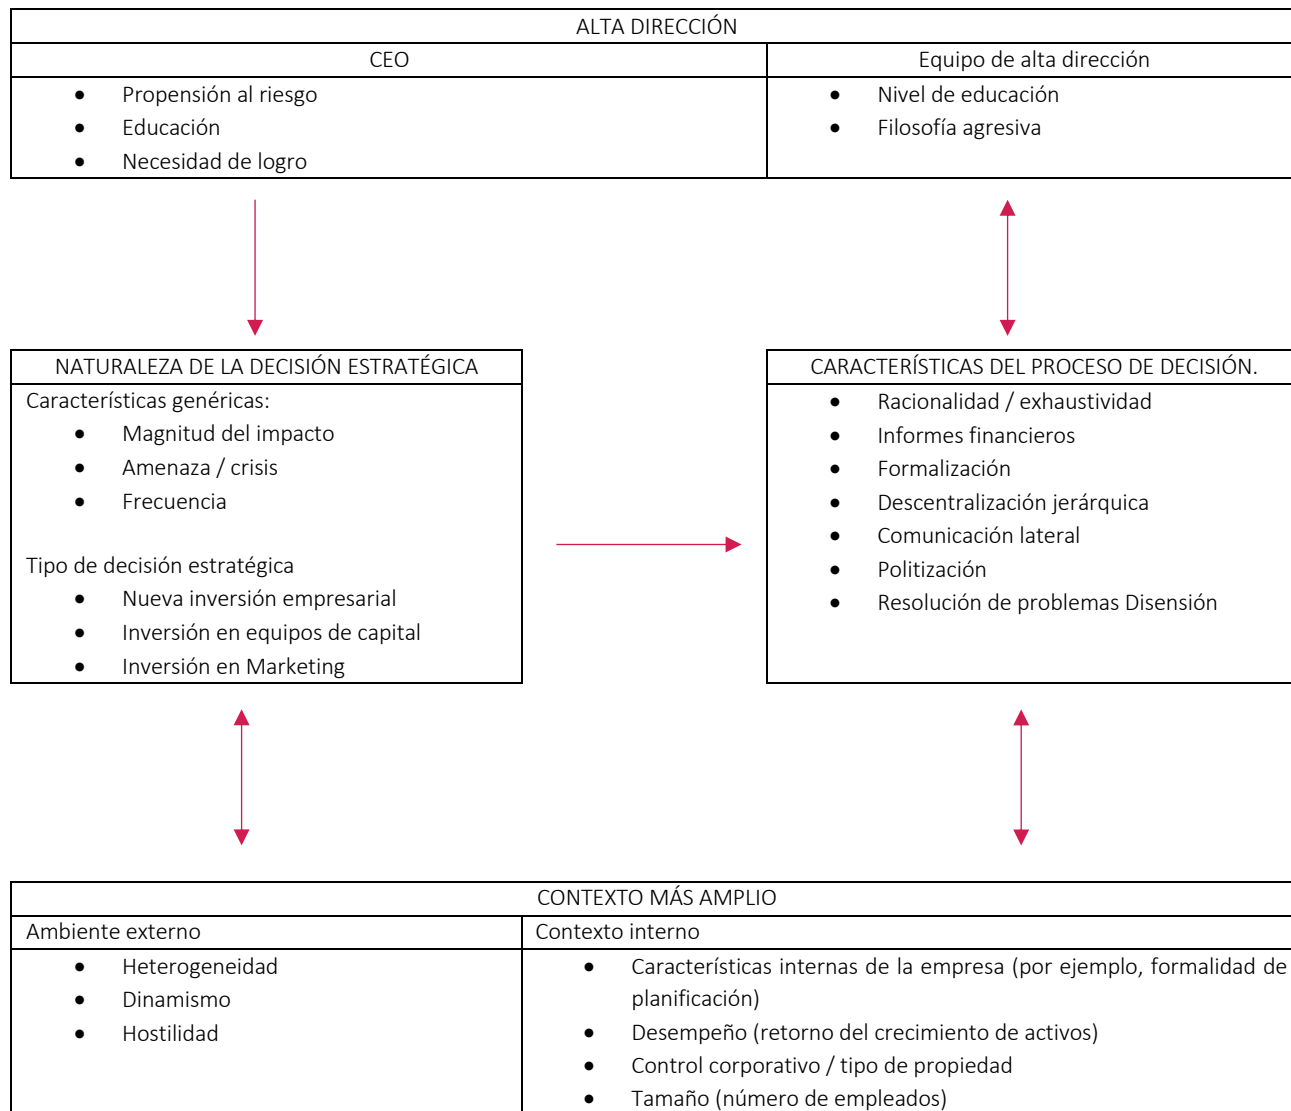 ALTA DIRECCIÓN
CEO
Equipo de alta dirección
• Propensión al riesgo
• Educación
• Necesidad de logro
• Nivel de educación
• Filosofía agresiva
NATURALEZA DE LA DECISIÓN ESTRATÉGICA
Características genéricas:
• Magnitud del impacto
• Amenaza / crisis
• Frecuencia
Tipo de decisión estratégica
• Nueva inversión empresarial
• Inversión en equipos de capital
• Inversión en Marketing
CARACTERÍSTICAS DEL PROCESO DE DECISIÓN.
• Racionalidad / exhaustividad
• Informes financieros
• Formalización
• Descentralización jerárquica
• Comunicación lateral
• Politización
• Resolución de problemas Disensión
CONTEXTO MÁS AMPLIO
Ambiente externo
• Heterogeneidad
• Dinamismo
• Hostilidad
Contexto interno
• Características internas de la empresa (por ejemplo, formalidad de
planificación)
• Desempeño (retorno del crecimiento de activos)
• Control corporativo / tipo de propiedad
• Tamaño (número de empleados)